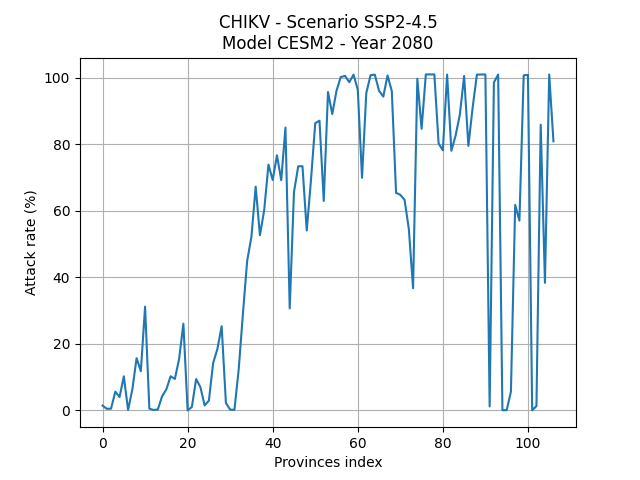 CHIKV - Scenario SSP2-4.5
Model CESM2 - Year 2080
100
80
60
40
20
0
Attack rate (%)
0 20 40 60 80 100
Provinces index